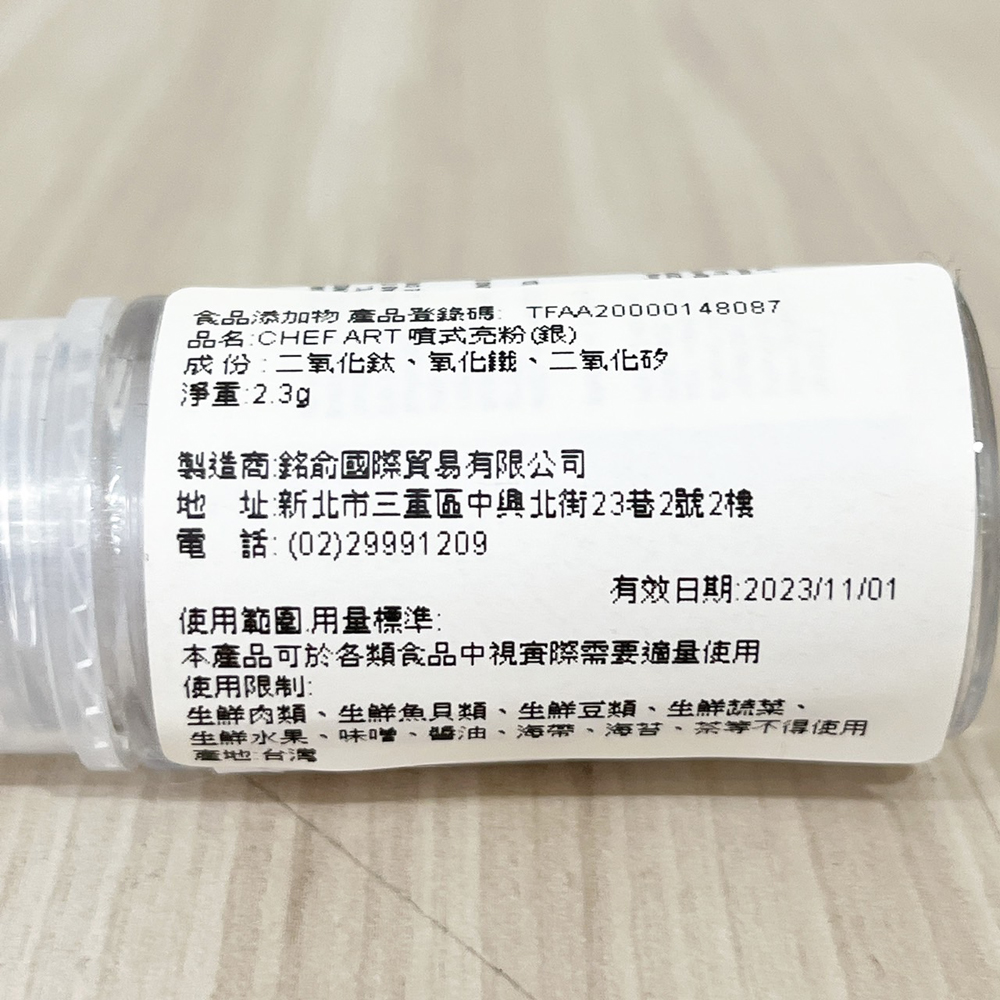 食品添加物 產品登錄碼: TFAA20000148087
品名:CHEF ART 噴式亮粉(銀)
成份:二氧化鈦、氧化鐵、二氧化矽
淨重:2.3g
製造商:銘俞國際貿易有限公司
地 址:新北市三重區中興北街23巷2號2樓
電 話:(02)29991209
有效日期:2023/11/01
使用範圍.用量標準:
本產品可於各類食品中視實際需要適量使用
使用限制:
生鮮肉類、生鮮魚貝類、生鮮豆類、生鮮蔬菜、
生鮮水果、味噌、醬油、海帶、海苔、茶等不得使用
產地:台灣